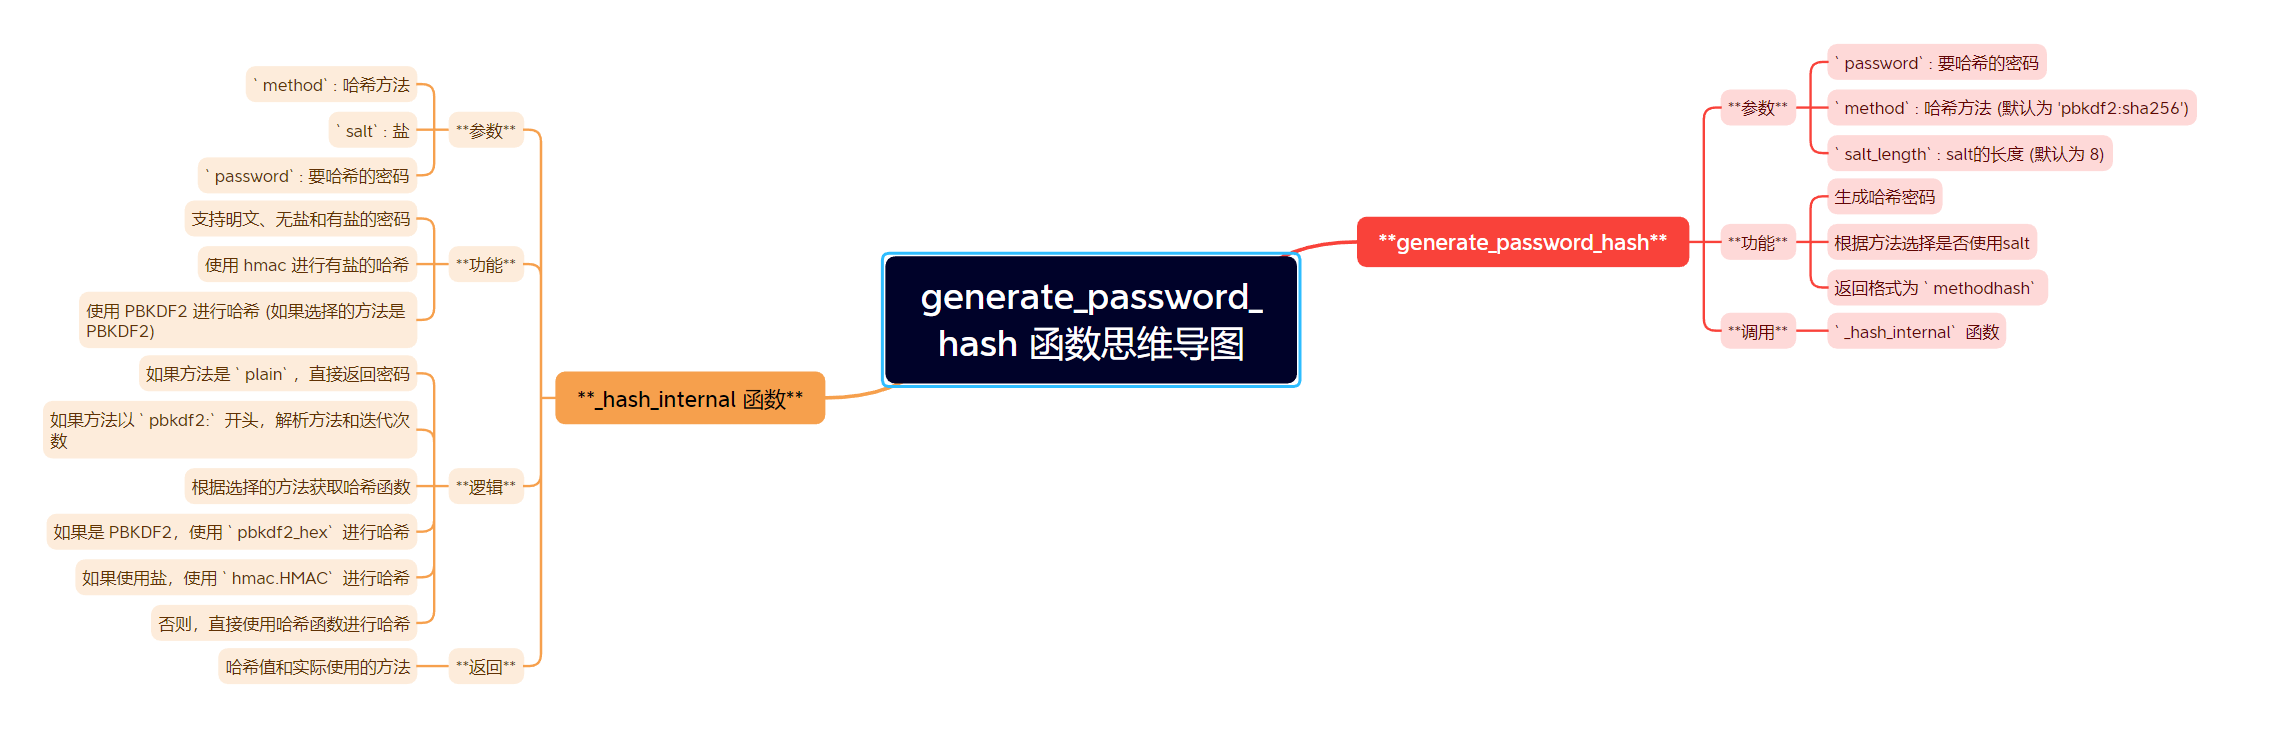 generate_password_
hash 函数思维导图
**generate_password_hash**
**参数**
` password` : 要哈希的密码
` method` : 哈希方法 (默认为 'pbkdf2:sha256')
` salt_length` : salt的长度 (默认为 8)
**功能**
生成哈希密码
根据方法选择是否使用salt
返回格式为 ` methodhash`
**调用**
` _hash_internal` 函数
**_hash_internal 函数**
**参数**
` method` : 哈希方法
` salt` : 盐
` password` : 要哈希的密码
**功能**
支持明文、无盐和有盐的密码
使用 hmac 进行有盐的哈希
使用 PBKDF2 进行哈希 (如果选择的方法是
PBKDF2)
**逻辑**
如果方法是 ` plain` ，直接返回密码
如果方法以 ` pbkdf2:` 开头，解析方法和迭代次
数
根据选择的方法获取哈希函数
如果是 PBKDF2，使用 ` pbkdf2_hex` 进行哈希
如果使用盐，使用 ` hmac.HMAC` 进行哈希
否则，直接使用哈希函数进行哈希
**返回**
哈希值和实际使用的方法